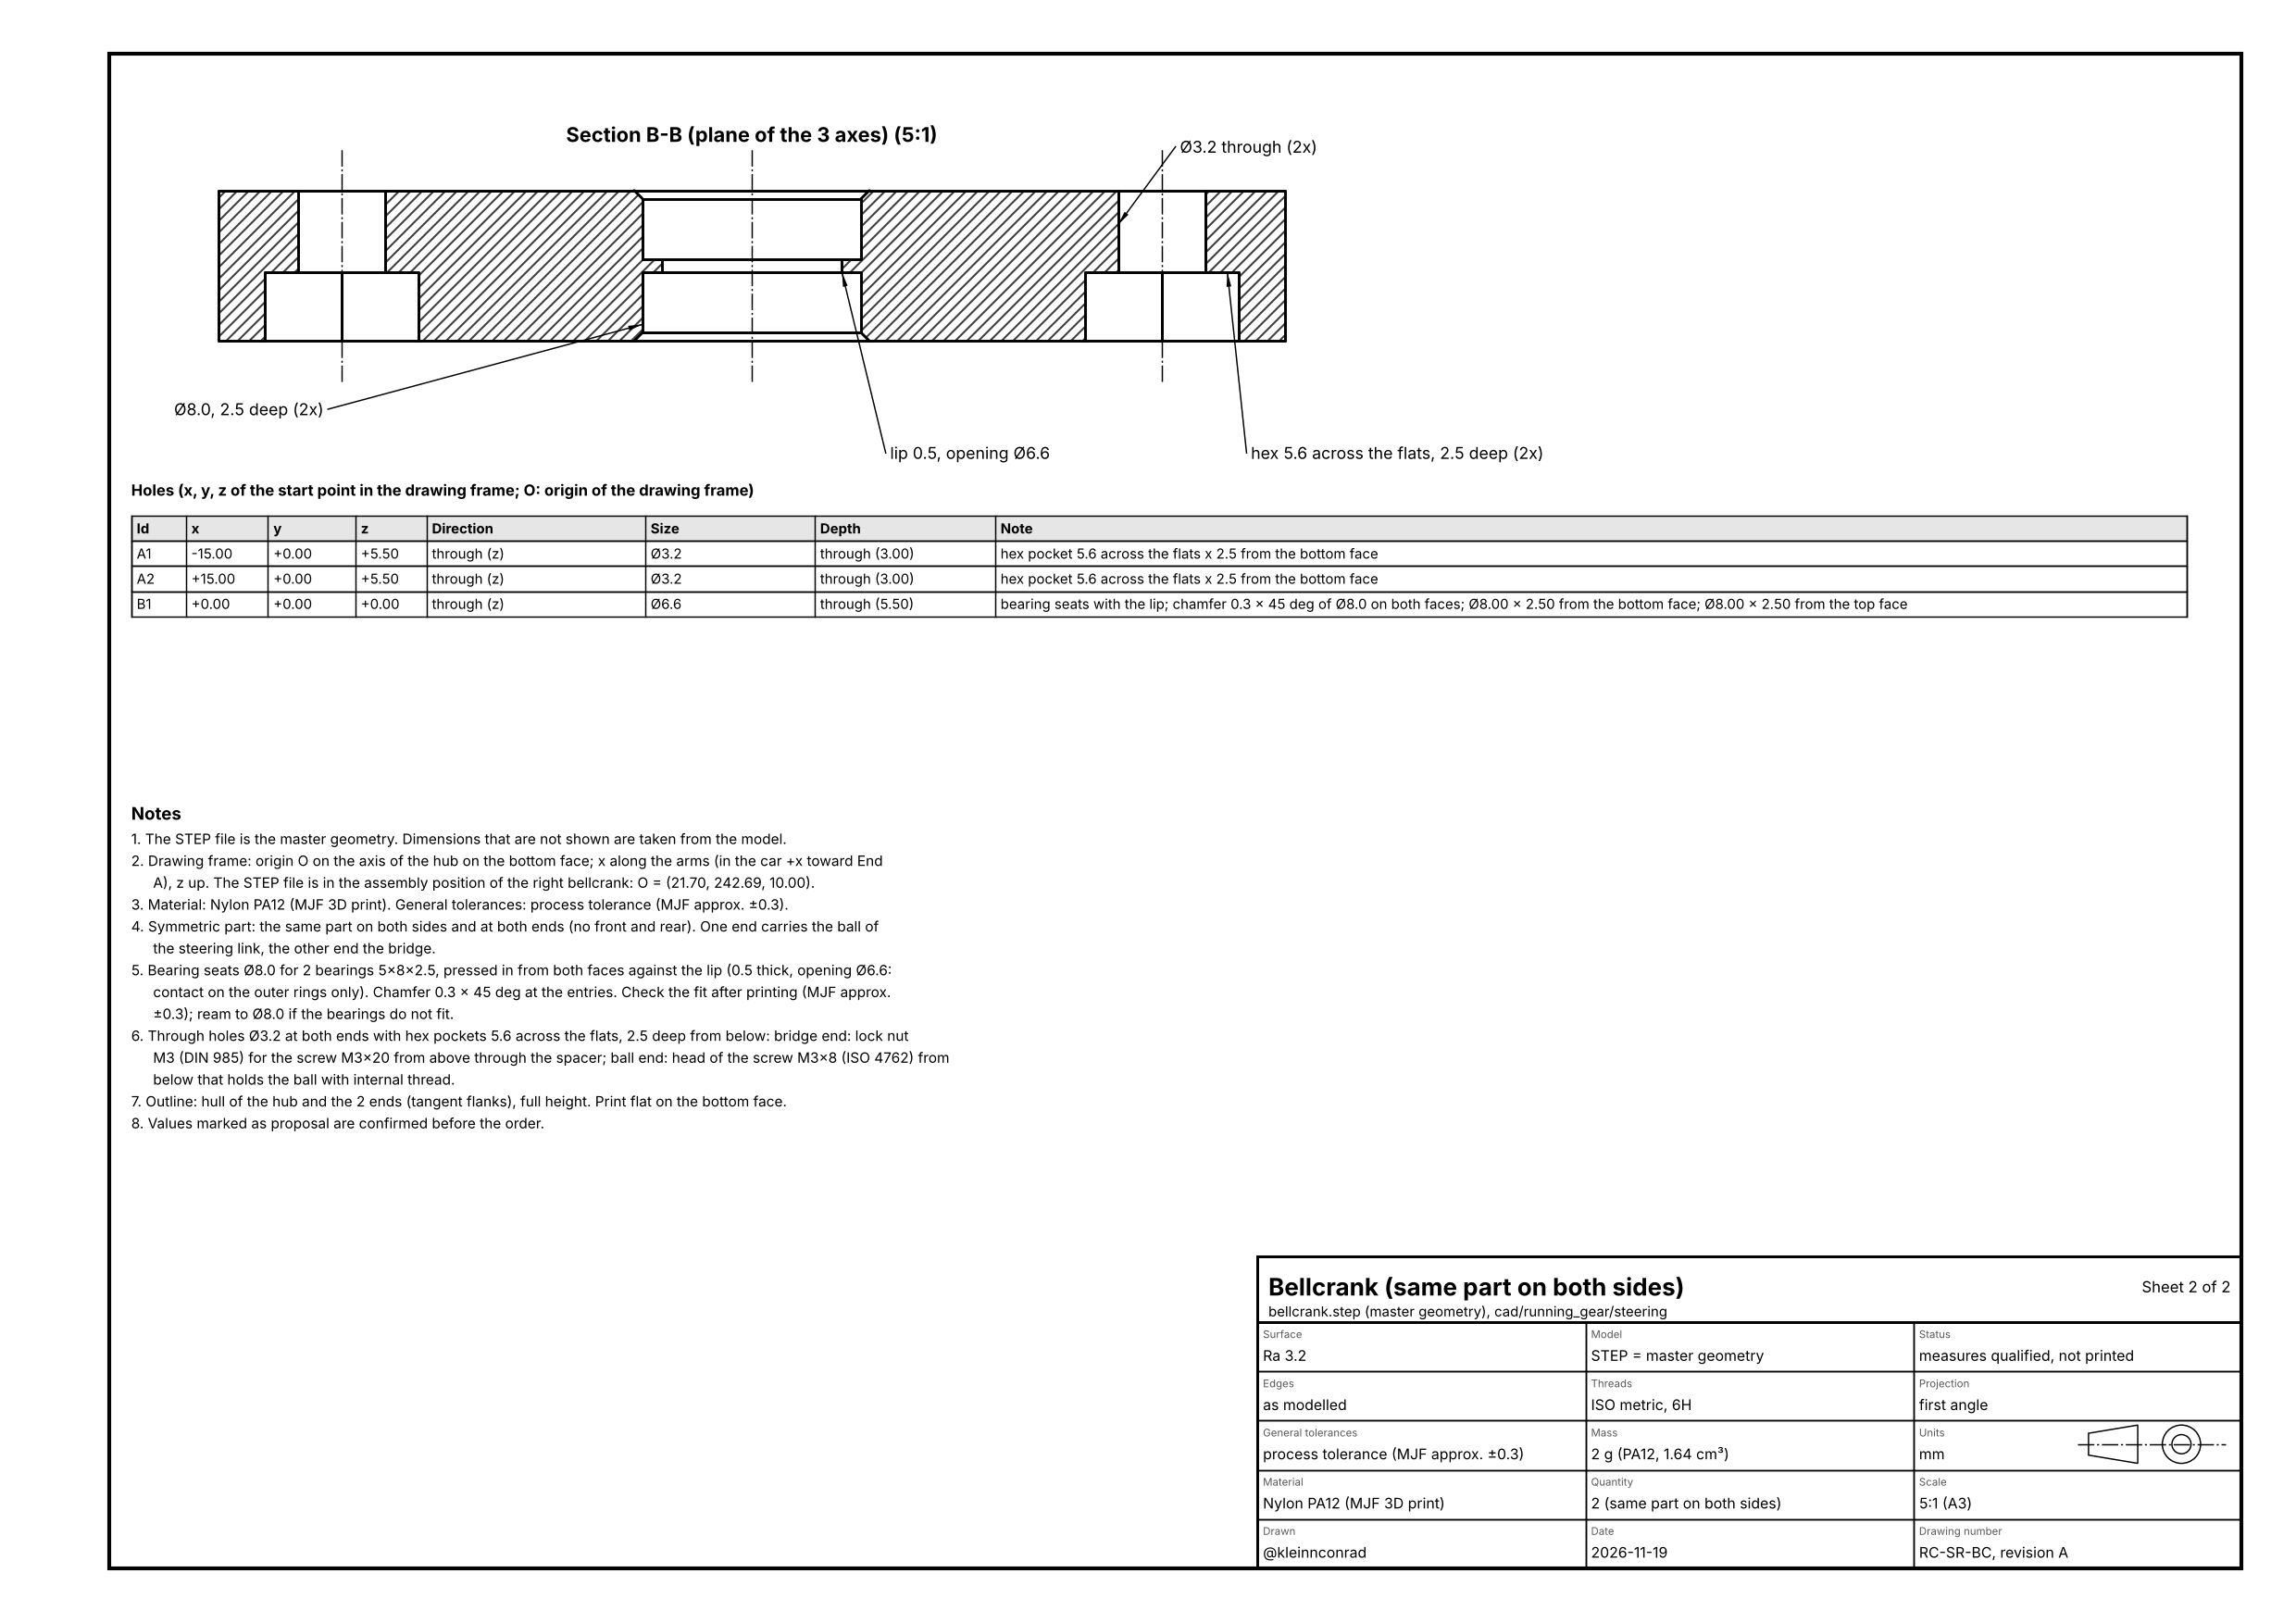 Section B-B (plane of the 3 axes) (5:1)
Ø3.2 through (2x)
Ø8.0, 2.5 deep (2x)
lip 0.5, opening Ø6.6
hex 5.6 across the flats, 2.5 deep (2x)
Holes (x, y, z of the start point in the drawing frame; O: origin of the drawing frame)
Id x y z Direction Size Depth Note
A1 -15.00 +0.00 +5.50 through (z) Ø3.2 through (3.00) hex pocket 5.6 across the flats x 2.5 from the bottom face
A2 +15.00 +0.00 +5.50 through (z) Ø3.2 through (3.00) hex pocket 5.6 across the flats x 2.5 from the bottom face
B1 +0.00 +0.00 +0.00 through (z) Ø6.6 through (5.50) bearing seats with the lip; chamfer 0.3 × 45 deg of Ø8.0 on both faces; Ø8.00 × 2.50 from the bottom face; Ø8.00 × 2.50 from the top face
Notes
1. The STEP file is the master geometry. Dimensions that are not shown are taken from the model.
2. Drawing frame: origin O on the axis of the hub on the bottom face; x along the arms (in the car +x toward End
A), z up. The STEP file is in the assembly position of the right bellcrank: O = (21.70, 242.69, 10.00).
3. Material: Nylon PA12 (MJF 3D print). General tolerances: process tolerance (MJF approx. ±0.3).
4. Symmetric part: the same part on both sides and at both ends (no front and rear). One end carries the ball of
the steering link, the other end the bridge.
5. Bearing seats Ø8.0 for 2 bearings 5×8×2.5, pressed in from both faces against the lip (0.5 thick, opening Ø6.6:
contact on the outer rings only). Chamfer 0.3 × 45 deg at the entries. Check the fit after printing (MJF approx.
±0.3); ream to Ø8.0 if the bearings do not fit.
6. Through holes Ø3.2 at both ends with hex pockets 5.6 across the flats, 2.5 deep from below: bridge end: lock nut
M3 (DIN 985) for the screw M3×20 from above through the spacer; ball end: head of the screw M3×8 (ISO 4762) from
below that holds the ball with internal thread.
7. Outline: hull of the hub and the 2 ends (tangent flanks), full height. Print flat on the bottom face.
8. Values marked as proposal are confirmed before the order.
Bellcrank (same part on both sides) Sheet 2 of 2
bellcrank.step (master geometry), cad/running_gear/steering
Surface Model Status
Ra 3.2 STEP = master geometry measures qualified, not printed
Edges Threads Projection
as modelled ISO metric, 6H first angle
General tolerances Mass Units
process tolerance (MJF approx. ±0.3) 2 g (PA12, 1.64 cm³) mm
Material Quantity Scale
Nylon PA12 (MJF 3D print) 2 (same part on both sides) 5:1 (A3)
Drawn Date Drawing number
@kleinnconrad 2026-11-19 RC-SR-BC, revision A